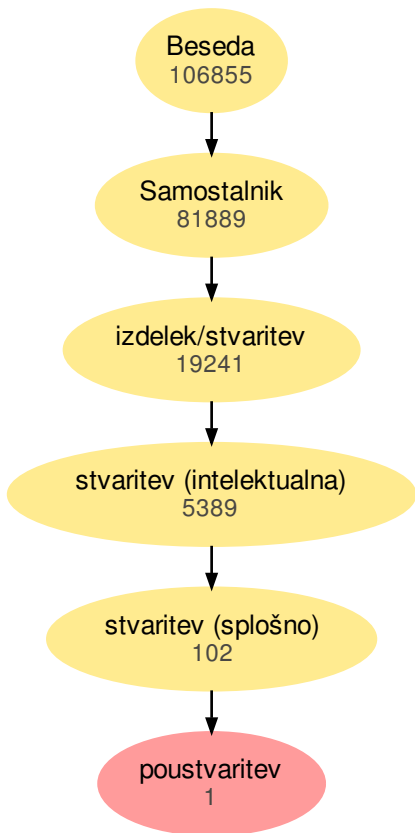 Beseda
106855
Samostalnik
81889
izdelek/stvaritev
19241
stvaritev (intelektualna)
5389
stvaritev (splošno)
102
poustvaritev
1